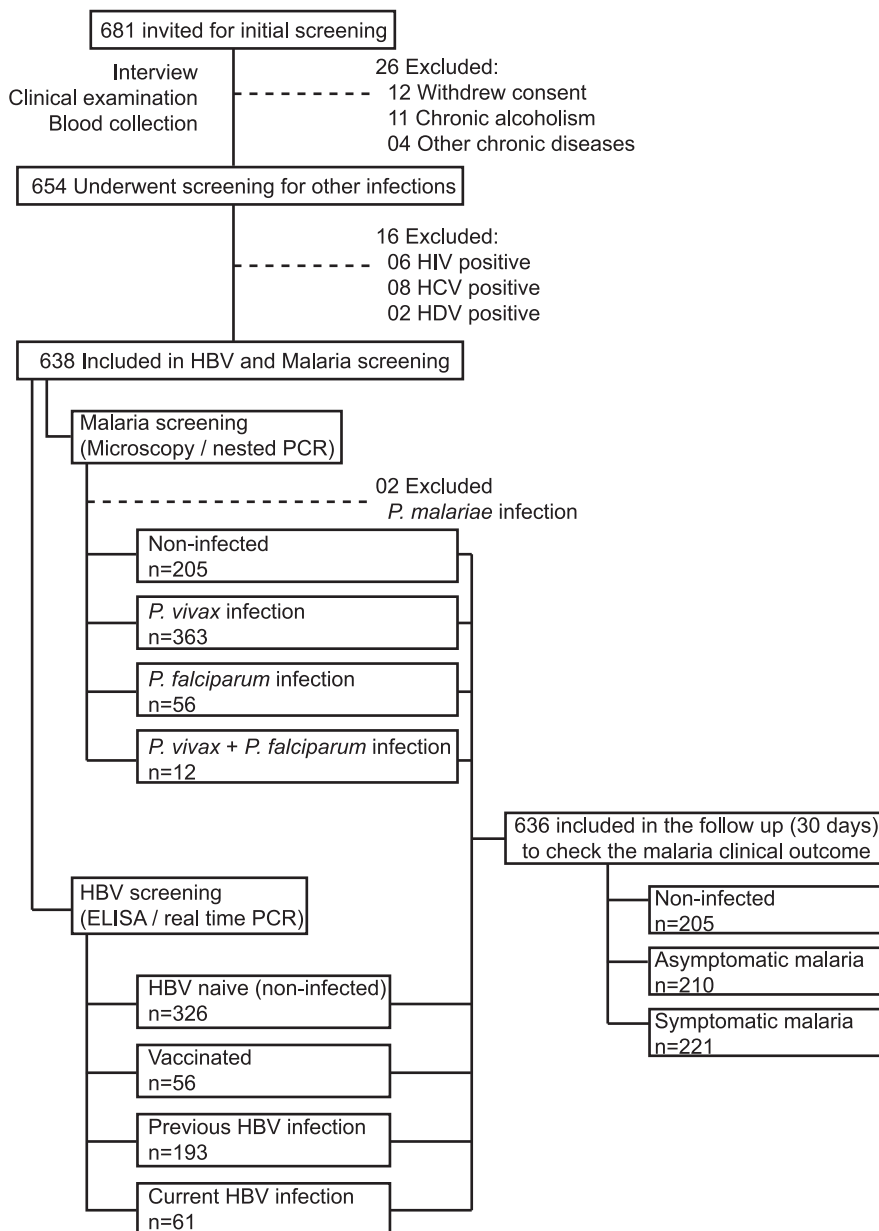 681 invited for initial screening
Interview
Clinical examination
Blood collection
26 Excluded:
12 Withdrew consent
11 Chronic alcoholism
04 Other chronic diseases
654 Underwent screening for other infections
16 Excluded:
06 HIV positive
08 HCV positive
02 HDV positive
638 Included in HBV and Malaria screening
Malaria screening
(Microscopy / nested PCR)
02 Excluded
P. malariae infection
Non-infected
n=205
P. vivax infection
n=363
P. falciparum infection
n=56
P. vivax + P. falciparum infection
n=12
636 included in the follow up (30 days)
to check the malaria clinical outcome
Non-infected
n=205
Asymptomatic malaria
n=210
Symptomatic malaria
n=221
HBV screening
(ELISA / real time PCR)
HBV naive (non-infected)
n=326
Vaccinated
n=56
Previous HBV infection
n=193
Current HBV infection
n=61